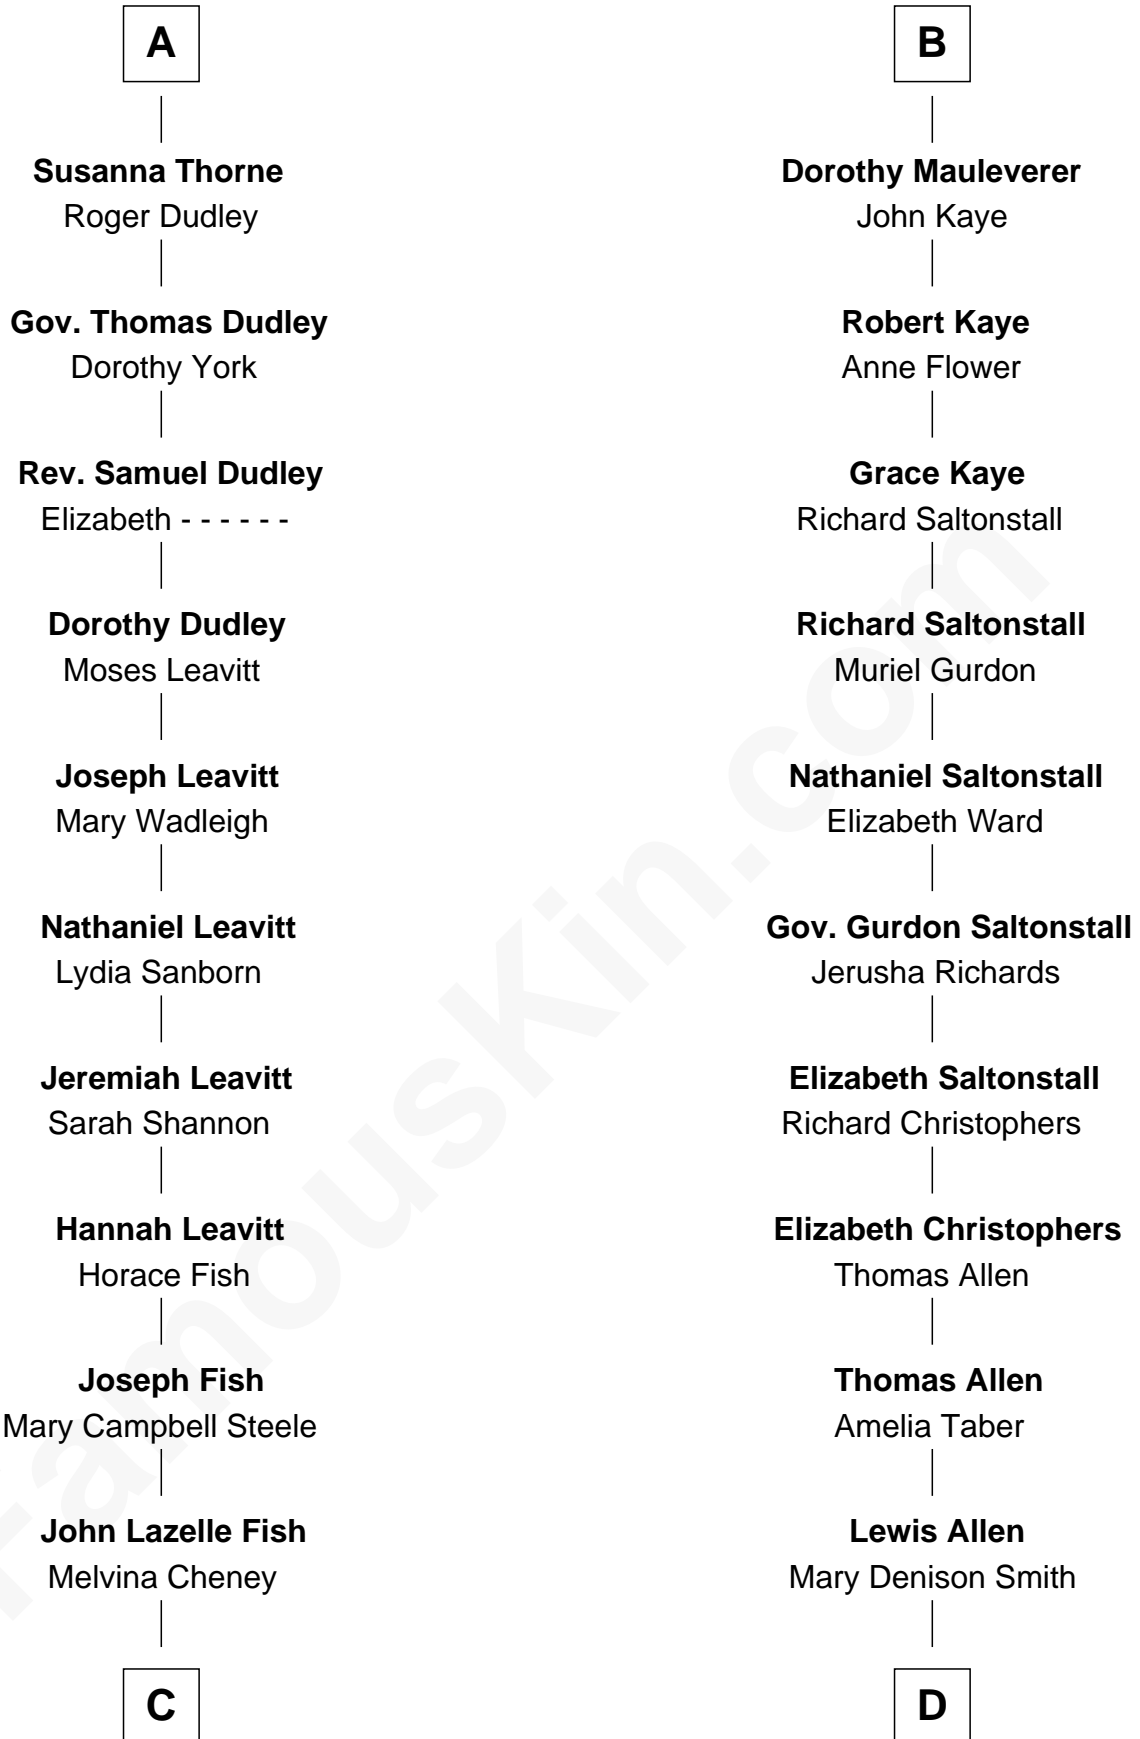 A
Susanna Thorne
Roger Dudley
Gov. Thomas Dudley
Dorothy York
Rev. Samuel Dudley
Elizabeth - - - - - -
Dorothy Dudley
Moses Leavitt
Joseph Leavitt
Mary Wadleigh
Nathaniel Leavitt
Lydia Sanborn
Jeremiah Leavitt
Sarah Shannon
Hannah Leavitt
Horace Fish
Joseph Fish
Mary Campbell Steele
John Lazelle Fish
Melvina Cheney
C
B
Dorothy Mauleverer
John Kaye
Robert Kaye
Anne Flower
Grace Kaye
Richard Saltonstall
Richard Saltonstall
Muriel Gurdon
Nathaniel Saltonstall
Elizabeth Ward
Gov. Gurdon Saltonstall
Jerusha Richards
Elizabeth Saltonstall
Richard Christophers
Elizabeth Christophers
Thomas Allen
Thomas Allen
Amelia Taber
Lewis Allen
Mary Denison Smith
D
FamousKin.com